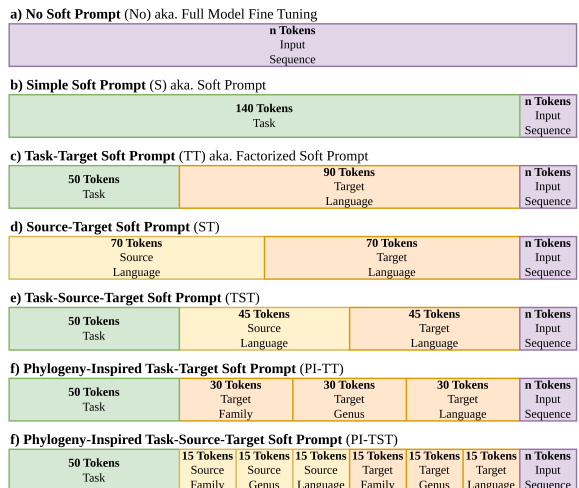 a) No Soft Prompt (No) aka. Full Model Fine Tuning
n Tokens
Input
Sequence
b) Simple Soft Prompt (S) aka. Soft Prompt
140 Tokens
Task
n Tokens
Input
Sequence
c) Task-Target Soft Prompt (TT) aka. Factorized Soft Prompt
50 Tokens
Task
90 Tokens
Target
Language
n Tokens
Input
Sequence
d) Source-Target Soft Prompt (ST)
70 Tokens
Source
Language
70 Tokens
Target
Language
n Tokens
Input
Sequence
e) Task-Source-Target Soft Prompt (TST)
50 Tokens
Task
45 Tokens
Source
Language
45 Tokens
Target
Language
n Tokens
Input
Sequence
f) Phylogeny-Inspired Task-Target Soft Prompt (PI-TT)
50 Tokens
Task
30 Tokens
Target
Family
30 Tokens
Target
Genus
30 Tokens
Target
Language
n Tokens
Input
Sequence
f) Phylogeny-Inspired Task-Source-Target Soft Prompt (PI-TST)
50 Tokens
Task
15 Tokens
Source
Family
15 Tokens
Source
Genus
15 Tokens
Source
Language
15 Tokens
Target
Family
15 Tokens
Target
Genus
15 Tokens
Target
Language
n Tokens
Input
Sequence